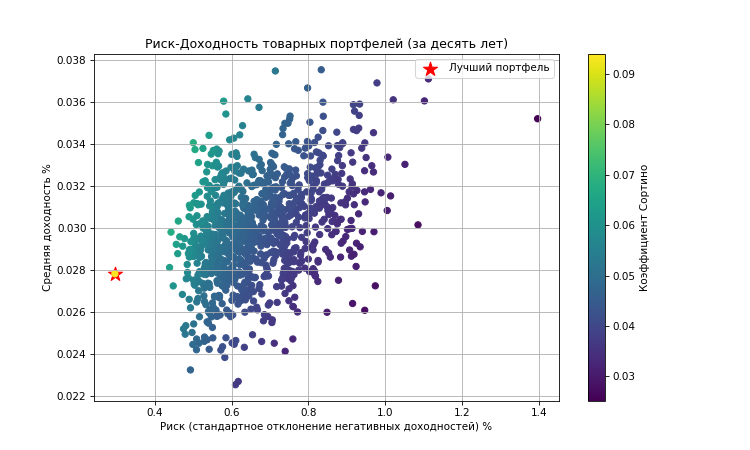 Риск-Доходность товарных портфелей (за десять лет)
Лучший портфель
Средняя доходность %
0.038
0.036
0.034
0.032
0.030
0.028
0.026
0.024
0.022
0.4 0.6 0.8 1.0 1.2 1.4
Риск (стандартное отклонение негативных доходностей) %
0.09
0.08
0.07
0.06
0.05
0.04
0.03
Коэффициент Сортино